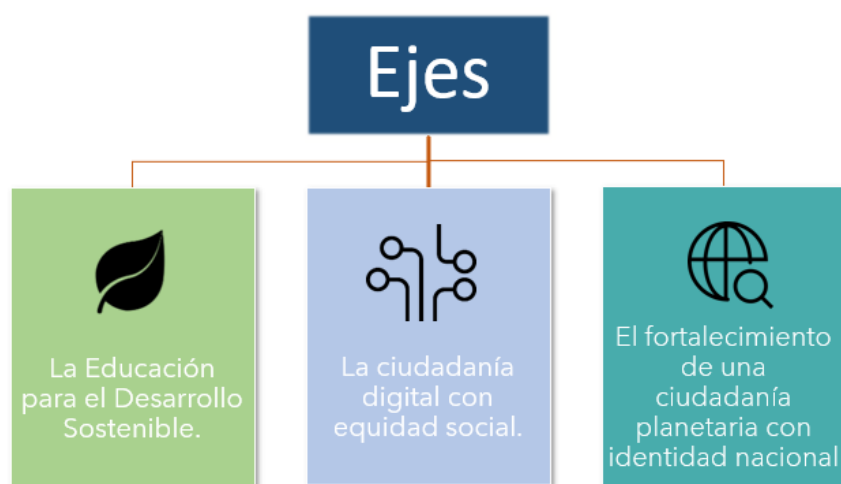 Ejes
La Educación
para el Desarrollo
Sostenible.
La ciudadanía
digital con
equidad social.
El fortalecimiento
de una
ciudadanía
planetaria con
identidad nacional